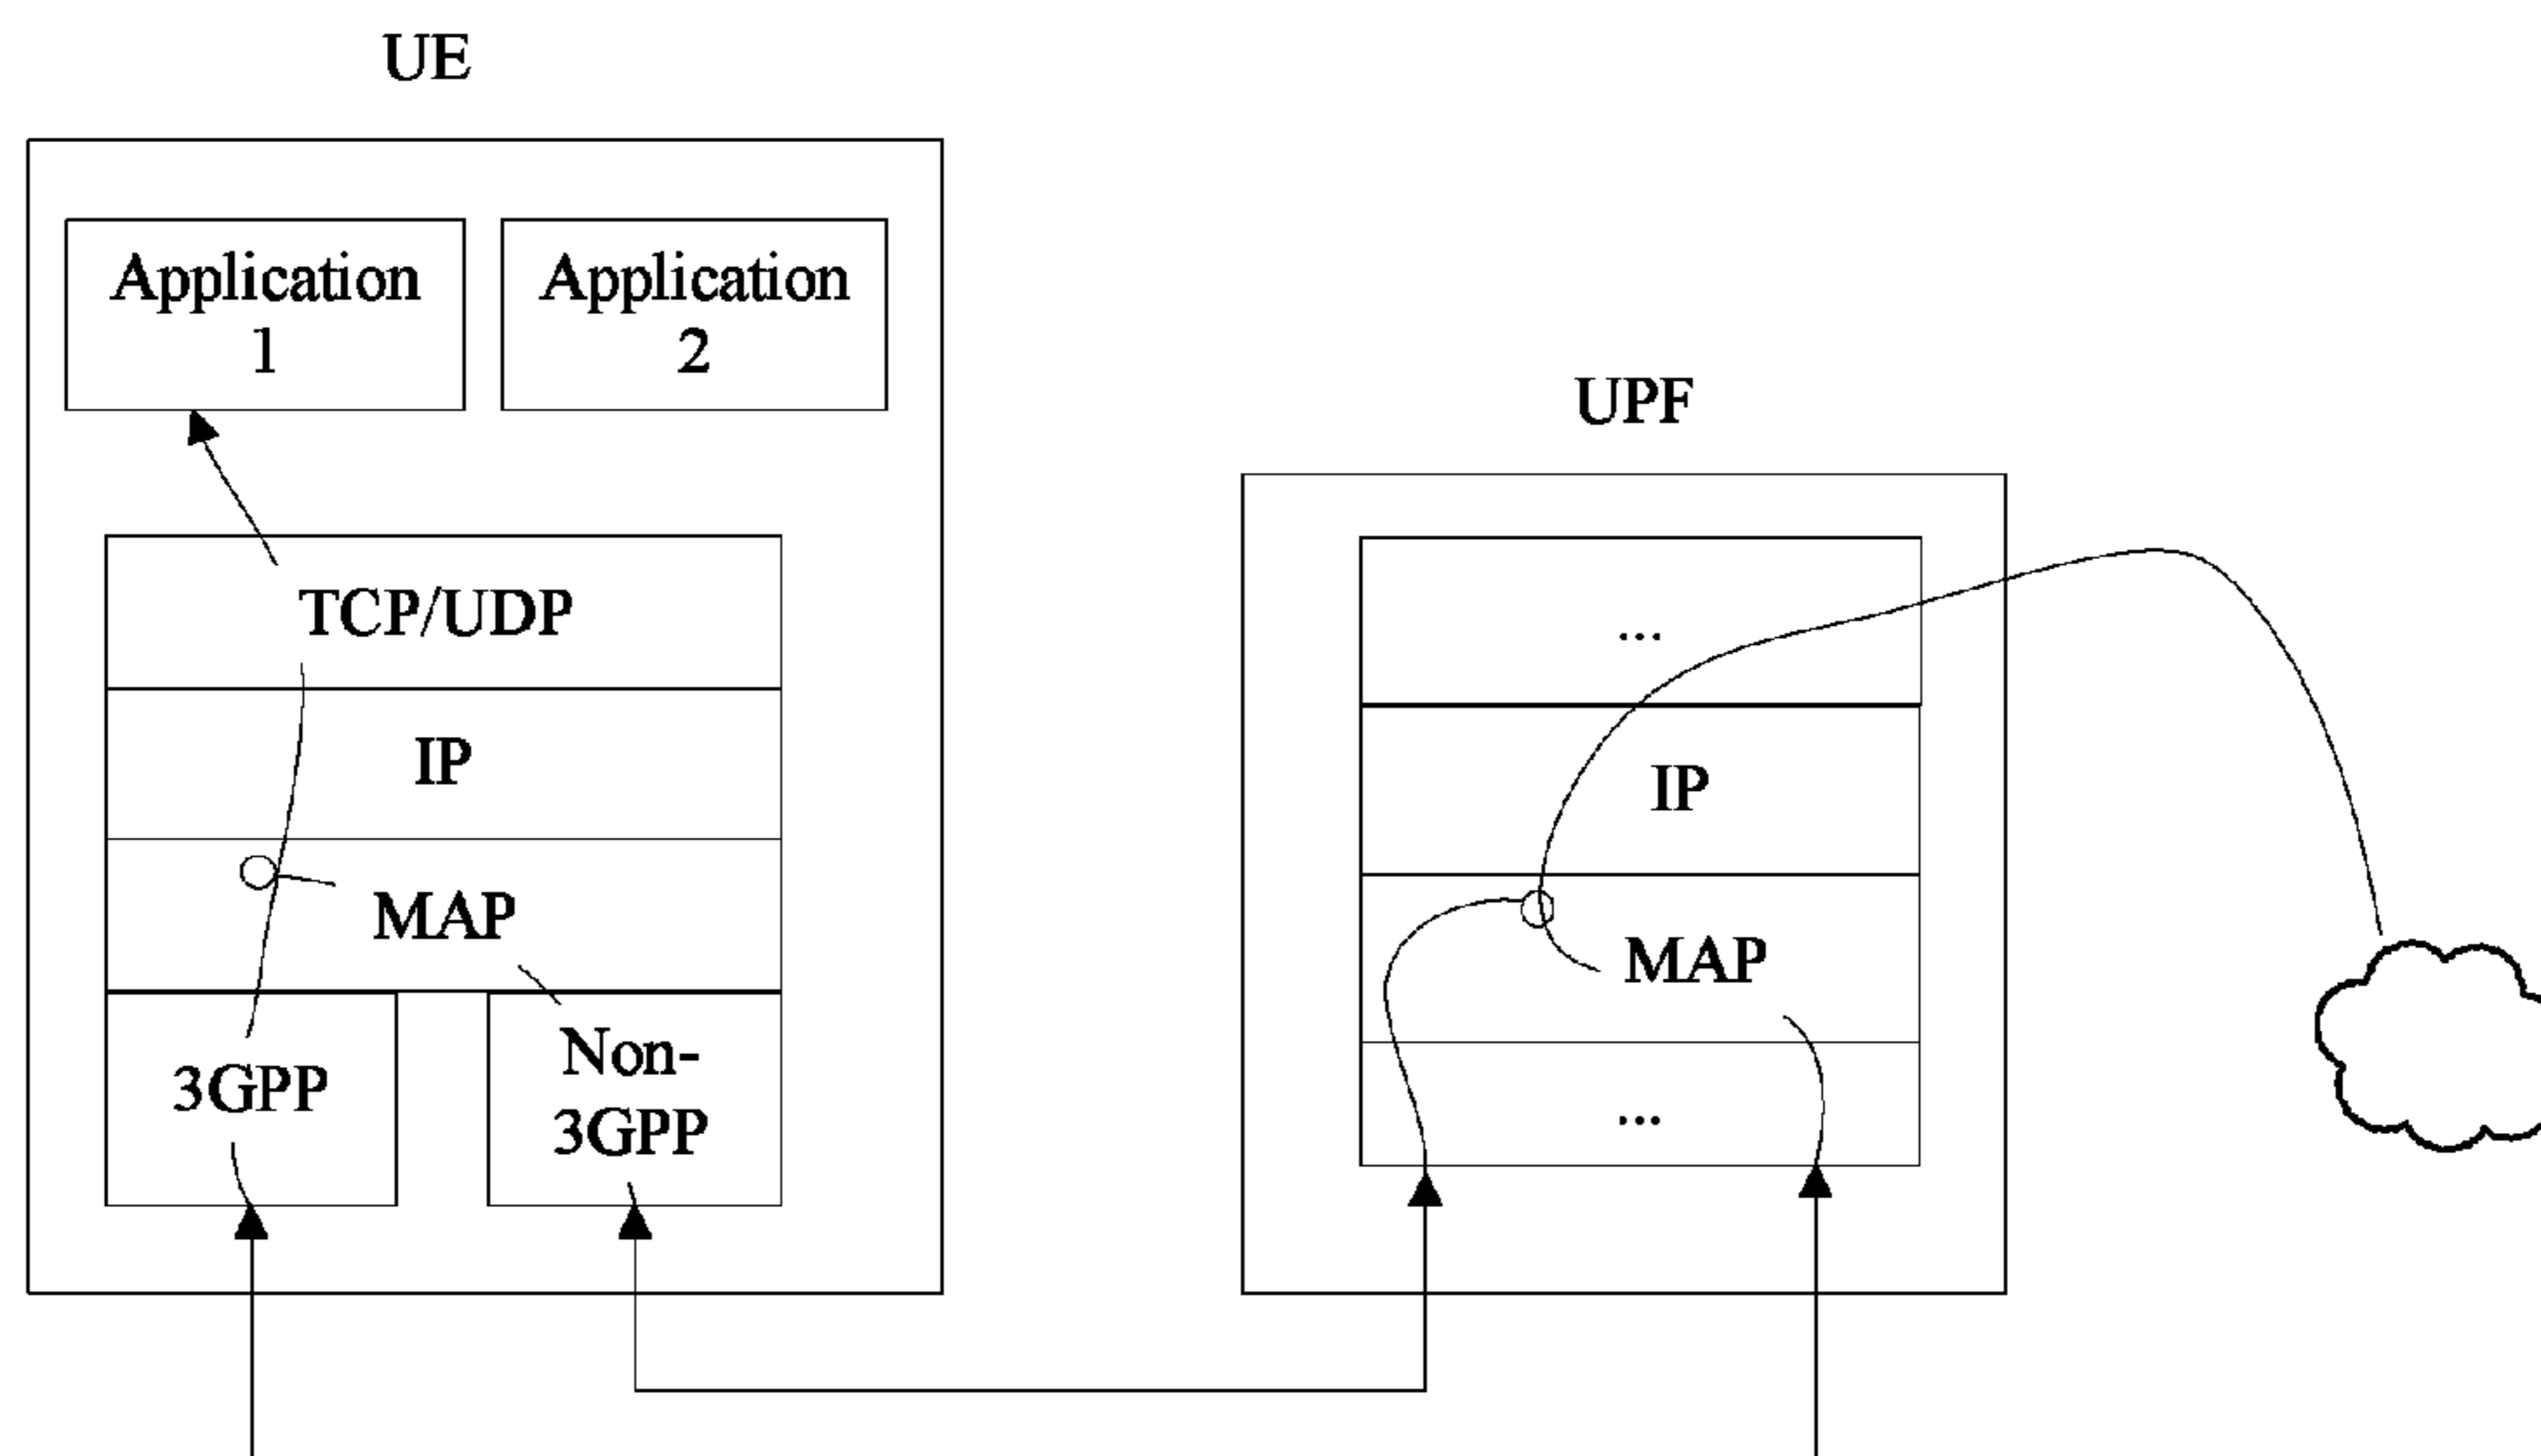 UE
Application
1
Application
2
TCP/UDP
IP
MAP
3GPP
Non-
3GPP
UPF
...
IP
MAP
...